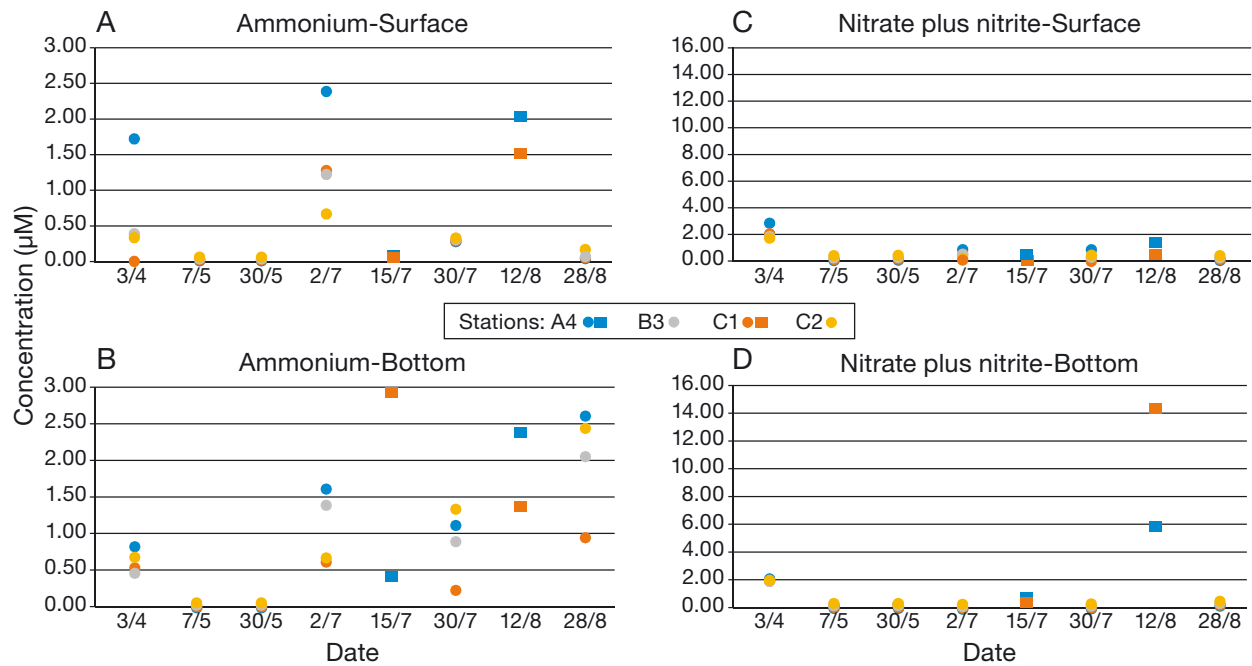 A Ammonium-Surface
3.00
2.50
2.00
1.50
1.00
0.50
0.00
3/4 7/5 30/5 2/7 15/7 30/7 12/8 28/8
C Nitrate plus nitrite-Surface
16.00
14.00
12.00
10.00
8.00
6.00
4.00
2.00
0.00
3/4 7/5 30/5 2/7 15/7 30/7 12/8 28/8
Concentration (µM)
Stations: A4 B3 C1 C2
B Ammonium-Bottom
3.00
2.50
2.00
1.50
1.00
0.50
0.00
3/4 7/5 30/5 2/7 15/7 30/7 12/8 28/8
Date
D Nitrate plus nitrite-Bottom
16.00
14.00
12.00
10.00
8.00
6.00
4.00
2.00
0.00
3/4 7/5 30/5 2/7 15/7 30/7 12/8 28/8
Date